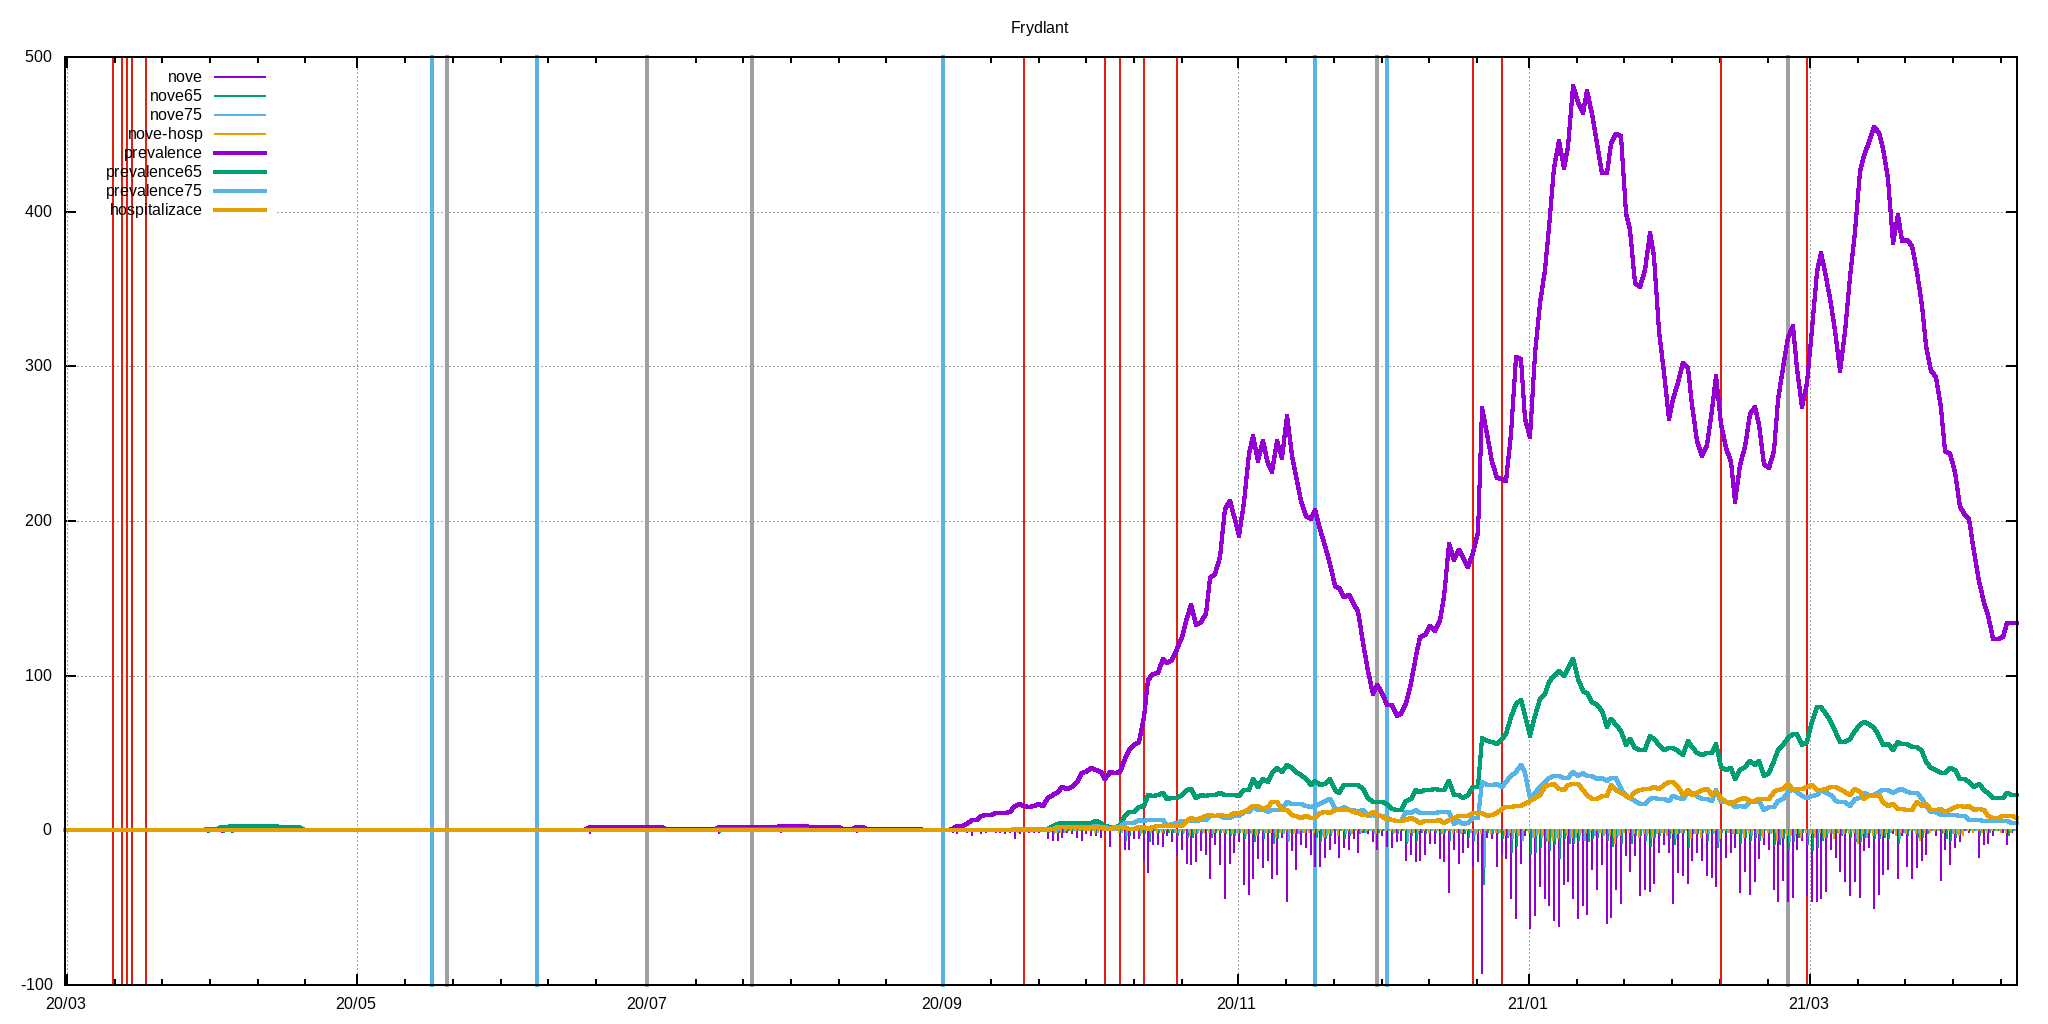 Frydlant
500
nove
nove65
nove75
nove-hosp
prevalence
prevalence65
prevalence75
hospitalizace
400
300
200
100
0
-100
20/03 20/05 20/07 20/09 20/11 21/01 21/03